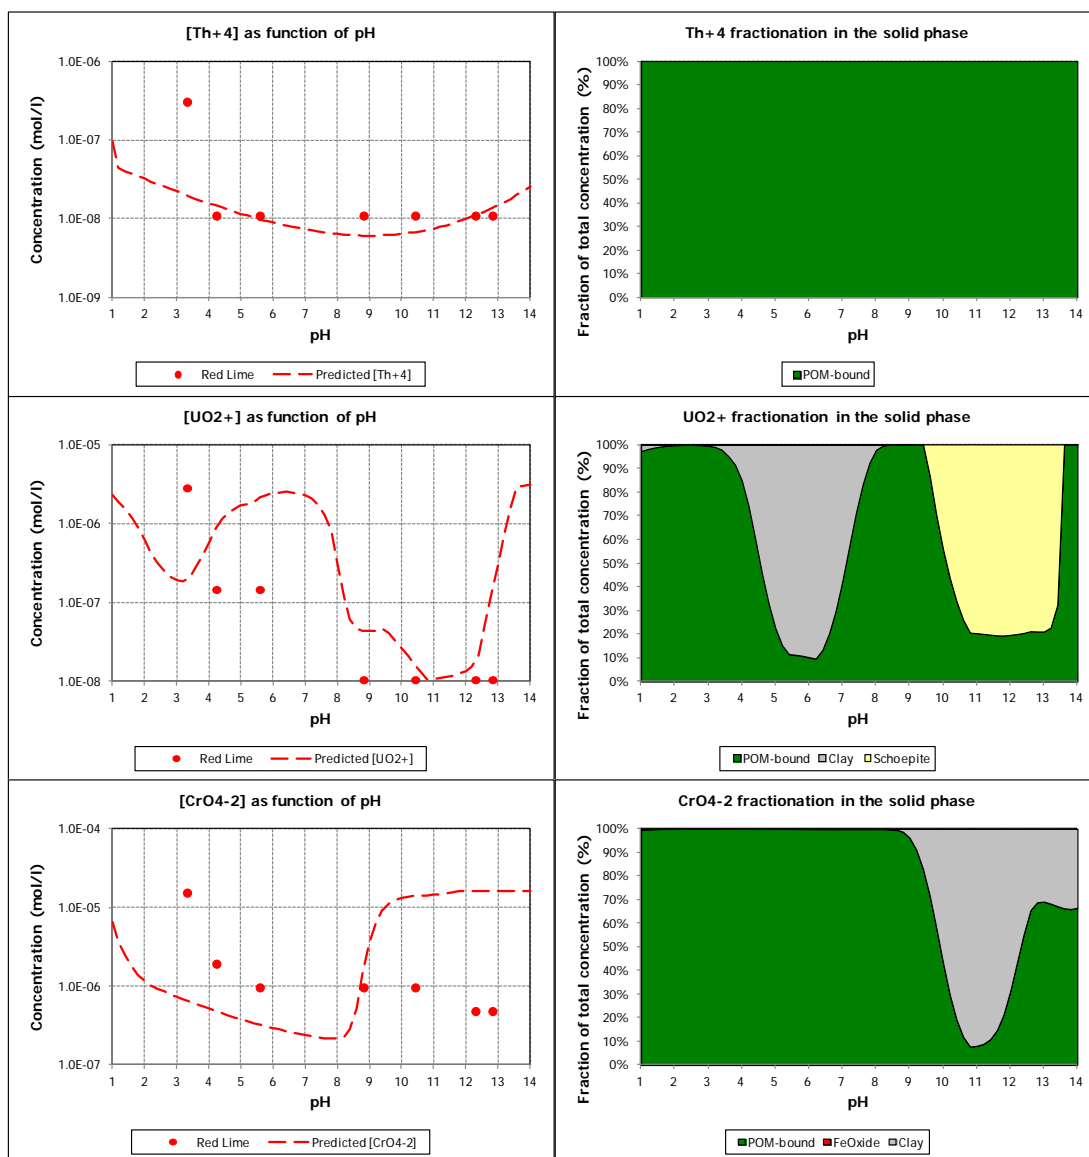 [Th+4] as function of pH
Concentration (mol/l)
1.0E-06
1.0E-07
1.0E-08
1.0E-09
1 2 3 4 5 6 7 8 9 10 11 12 13 14
pH
Red Lime Predicted [Th+4]
Th+4 fractionation in the solid phase
Fraction of total concentration (%)
100%
90%
80%
70%
60%
50%
40%
30%
20%
10%
0%
1 2 3 4 5 6 7 8 9 10 11 12 13 14
pH
POM-bound
[UO2+] as function of pH
Concentration (mol/l)
1.0E-05
1.0E-06
1.0E-07
1.0E-08
1 2 3 4 5 6 7 8 9 10 11 12 13 14
pH
Red Lime Predicted [UO2+]
UO2+ fractionation in the solid phase
Fraction of total concentration (%)
100%
90%
80%
70%
60%
50%
40%
30%
20%
10%
0%
1 2 3 4 5 6 7 8 9 10 11 12 13 14
pH
POM-bound Clay Schoepite
[CrO4-2] as function of pH
Concentration (mol/l)
1.0E-04
1.0E-05
1.0E-06
1.0E-07
1 2 3 4 5 6 7 8 9 10 11 12 13 14
pH
Red Lime Predicted [CrO4-2]
CrO4-2 fractionation in the solid phase
Fraction of total concentration (%)
100%
90%
80%
70%
60%
50%
40%
30%
20%
10%
0%
1 2 3 4 5 6 7 8 9 10 11 12 13 14
pH
POM-bound FeOxide Clay